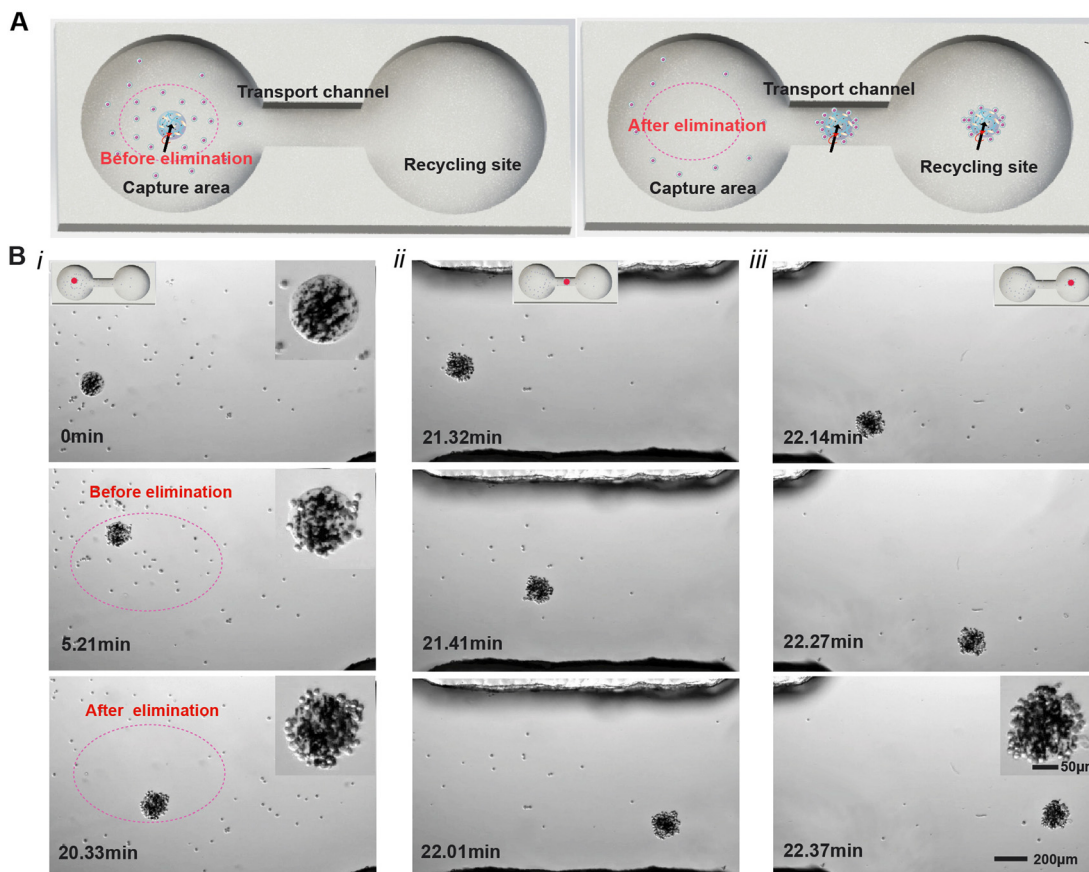 A
Transport channel
Before elimination
Capture area
Recycling site
Transport channel
After elimination
Capture area
Recycling site
B
i
ii
iii
0min
21.32min
22.14min
Before elimination
5.21min
21.41min
22.27min
After elimination
20.33min
22.01min
50μm
22.37min
200μm